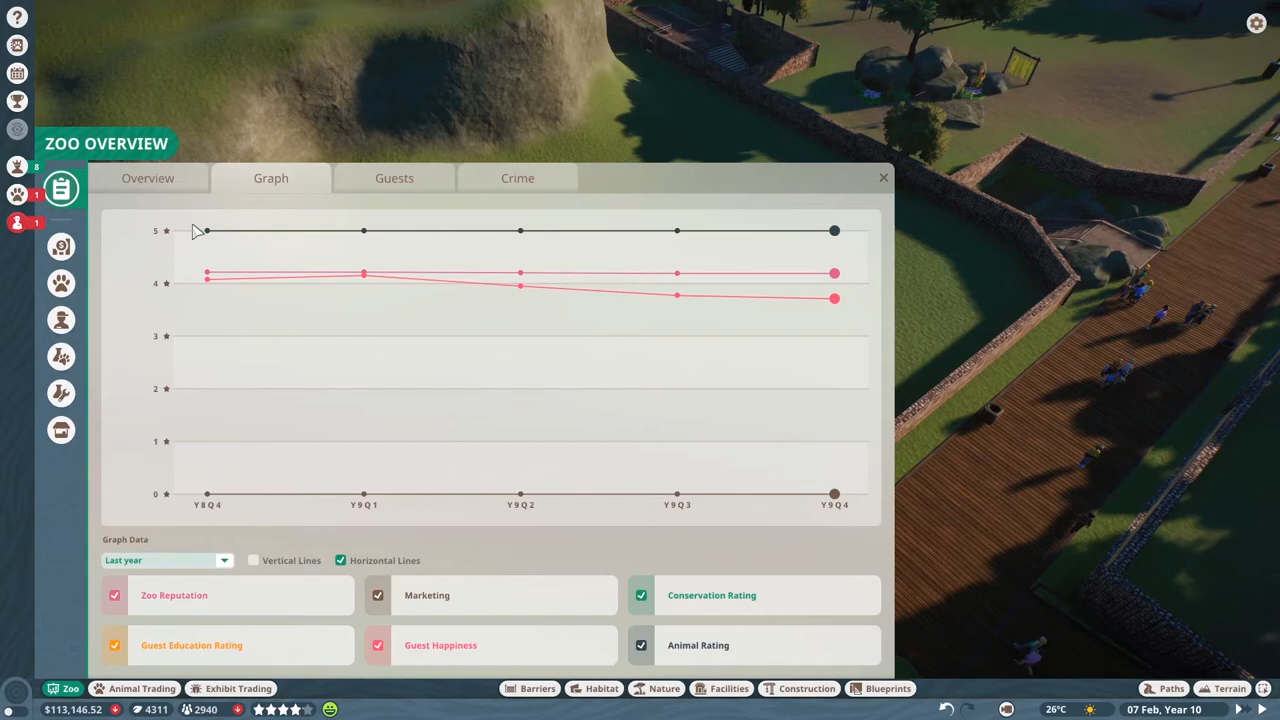 ?
8
1
1
ZOO OVERVIEW
Overview Graph Guests Crime
5
4
3
2
1
0
Y8Q4 Y9Q1 Y9Q2 Y9Q3 Y9Q4
Graph Data
Last year Vertical Lines Horizontal Lines
Zoo Reputation Marketing Conservation Rating
Guest Education Rating Guest Happiness Animal Rating
Zoo Animal Trading Exhibit Trading Barriers Habitat Nature Facilities Construction Blueprints Paths Terrain
$113,146.52 4311 2940 26°C 07 Feb, Year 10